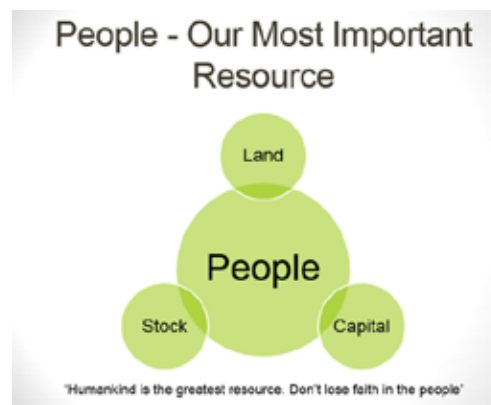 People - Our Most Important
Resource
Land
People
Stock
Capital
'Humankind is the greatest resource. Don't lose faith in the people'